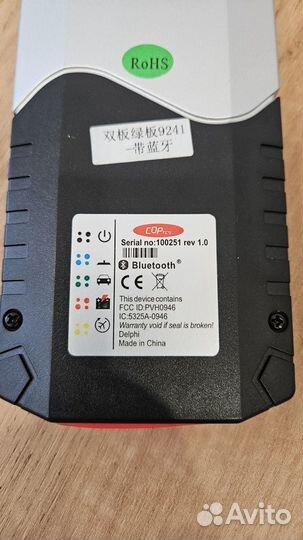 RoHS
双板绿板9241
-带蓝牙
CDP TCS
Serial no:100251 rev 1.0
Bluetooth®
CE
This device contains
FCC ID:PVH0946
IC:5325A-0946
Warranty void if seal is broken!
Delphi
Made in China
Avito